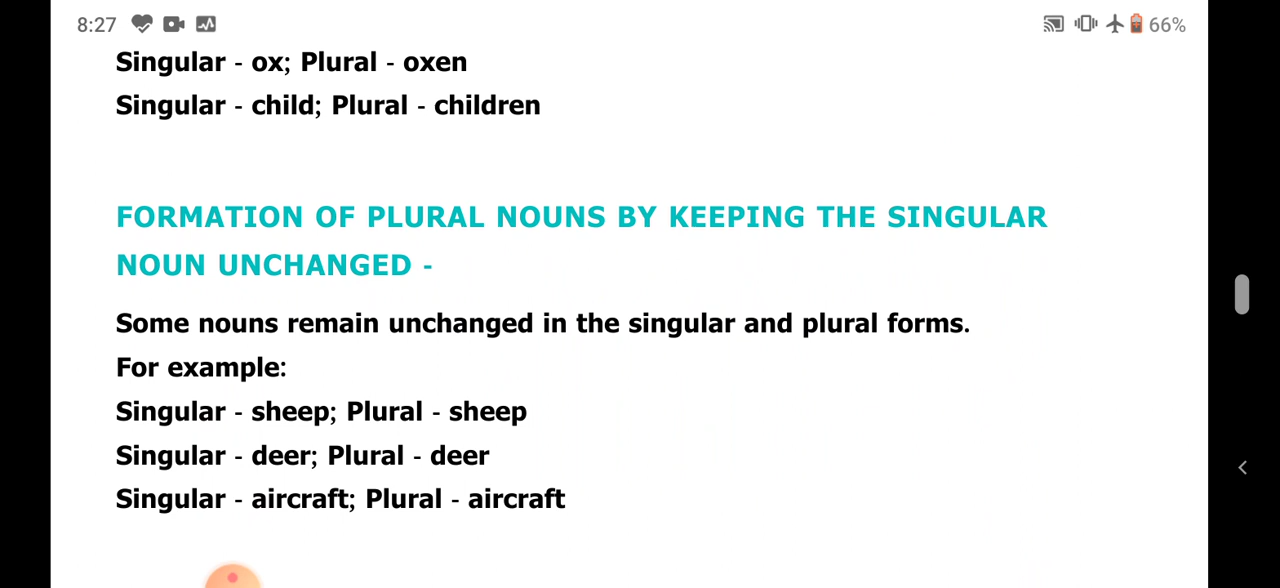 8:27
66%
Singular - ox; Plural - oxen
Singular - child; Plural - children
FORMATION OF PLURAL NOUNS BY KEEPING THE SINGULAR
NOUN UNCHANGED -
Some nouns remain unchanged in the singular and plural forms.
For example:
Singular - sheep; Plural - sheep
Singular - deer; Plural - deer
Singular - aircraft; Plural - aircraft